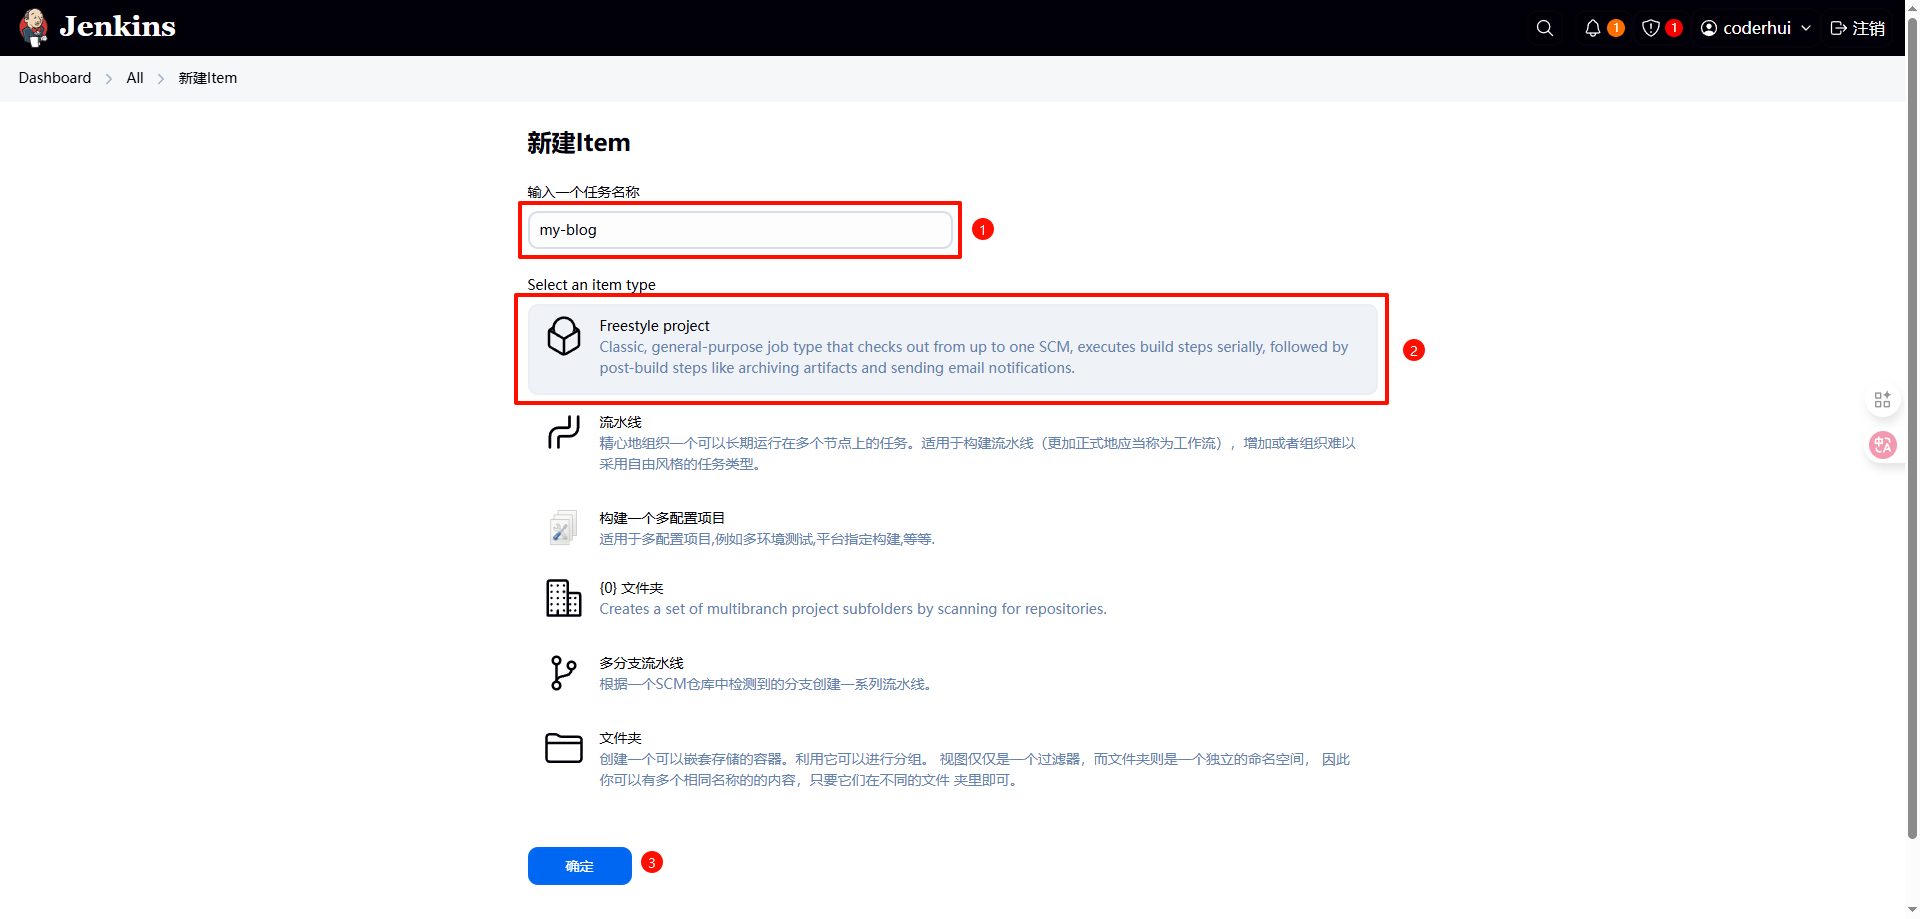 Jenkins
1
1
coderhui
注销
Dashboard
All
新建Item
新建Item
输入一个任务名称
my-blog
1
Select an item type
Freestyle project
Classic, general-purpose job type that checks out from up to one SCM, executes build steps serially, followed by
post-build steps like archiving artifacts and sending email notifications.
2
流水线
精心地组织一个可以长期运行在多个节点上的任务。适用于构建流水线（更加正式地应当称为工作流），增加或者组织难以
采用自由风格的任务类型。
构建一个多配置项目
适用于多配置项目,例如多环境测试,平台指定构建,等等.
{0} 文件夹
Creates a set of multibranch project subfolders by scanning for repositories.
多分支流水线
根据一个SCM仓库中检测到的分支创建一系列流水线。
文件夹
创建一个可以嵌套存储的容器。利用它可以进行分组。 视图仅仅是一个过滤器，而文件夹则是一个独立的命名空间， 因此
你可以有多个相同名称的的内容，只要它们在不同的文件 夹里即可。
确定
3